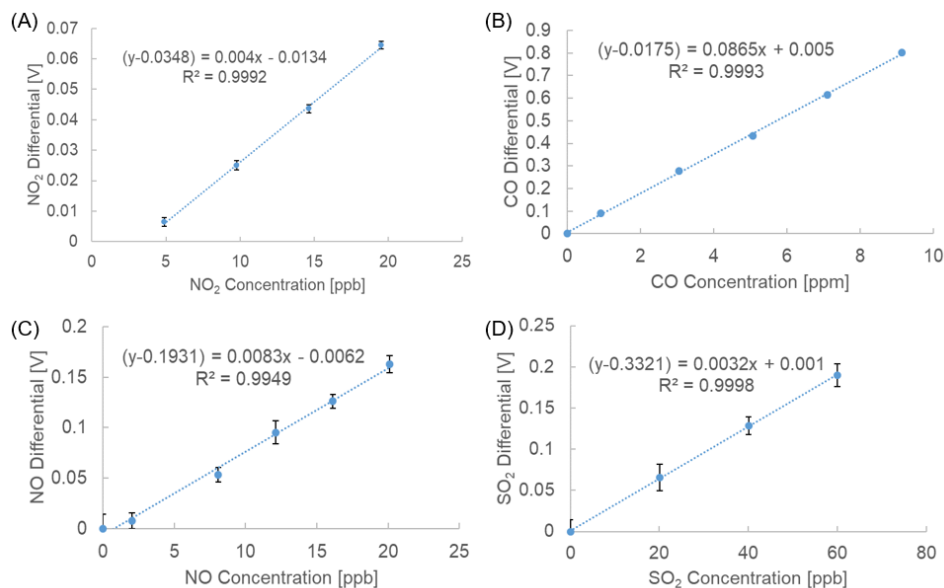 (A)
(y-0.0348) = 0.004x - 0.0134
R² = 0.9992
NO₂ Differential [V]
0.07
0.06
0.05
0.04
0.03
0.02
0.01
0
0 5 10 15 20 25
NO₂ Concentration [ppb]
(B)
(y-0.0175) = 0.0865x + 0.005
R² = 0.9993
CO Differential [V]
1
0.9
0.8
0.7
0.6
0.5
0.4
0.3
0.2
0.1
0
0 2 4 6 8 10
CO Concentration [ppm]
(C)
(y-0.1931) = 0.0083x - 0.0062
R² = 0.9949
NO Differential [V]
0.2
0.15
0.1
0.05
0
0 5 10 15 20 25
NO Concentration [ppb]
(D)
(y-0.3321) = 0.0032x + 0.001
R² = 0.9998
SO₂ Differential [V]
0.25
0.2
0.15
0.1
0.05
0
0 20 40 60 80
SO₂ Concentration [ppb]